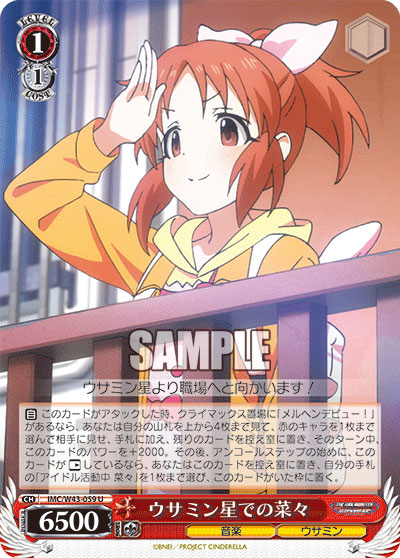 LEVEL
1
1
COST
SAMPLE
ウサミン星より職場へと向かいます！
自 このカードがアタックした時、クライマックス置場に「メルヘンデビュー！」
があるなら、あなたは自分の山札を上から4枚まで見て、赤のキャラを1枚まで
選んで相手に見せ、手札に加え、残りのカードを控え室に置き、そのターン中、
このカードのパワーを＋2000。その後、アンコールステップの始めに、この
カードが しているなら、あなたはこのカードを控え室に置き、自分の手札
の「アイドル活動中 菜々」を1枚まで選び、このカードがいた枠に置く。
CH IMC/W43-059 U
ウサミン星での菜々
6500
音楽
ウサミン
©BNEI／PROJECT CINDERELLA